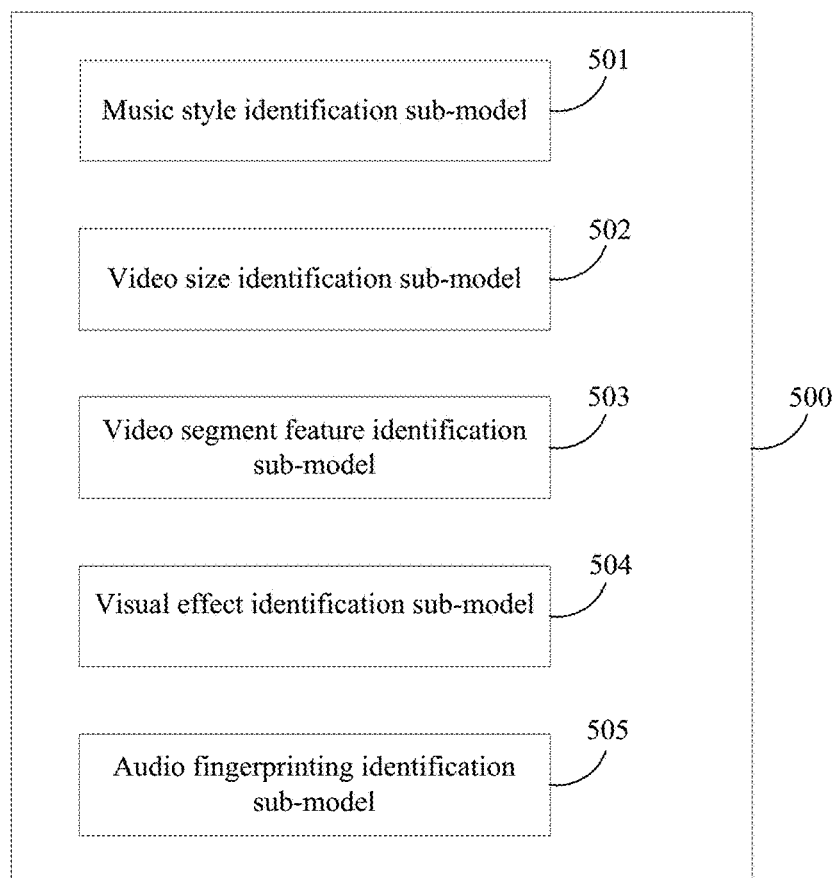 501
Music style identification sub-model
502
Video size identification sub-model
503
Video segment feature identification
sub-model
500
504
Visual effect identification sub-model
505
Audio fingerprinting identification
sub-model